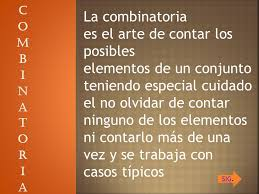 COMBINATORIA
La combinatoria
es el arte de contar los
posibles
elementos de un conjunto
teniendo especial cuidado
el no olvidar de contar
ninguno de los elementos
ni contarlo más de una
vez y se trabaja con
casos típicos
SIG.